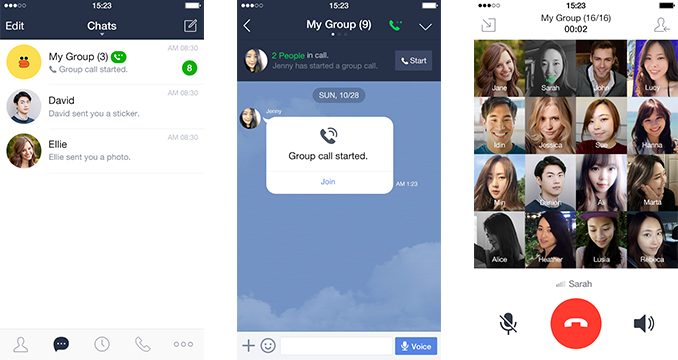 15:23
Edit
Chats
My Group (3)
AM 08:30
Group call started.
8
David
AM 08:30
David sent you a sticker.
Ellie
AM 08:30
Ellie sent you a photo.
15:23
My Group (9)
2 People in call.
Jenny has started a group call.
Start
SUN, 10/28
Jenny
Group call started.
Join
AM 1:23
Voice
15:23
My Group (16/16)
00:02
Jane
Sarah
John
Lucy
Idin
Jessica
Sue
Hanna
Min
Denion
Ali
Marta
Alice
Heather
Lusia
Rebeca
Sarah